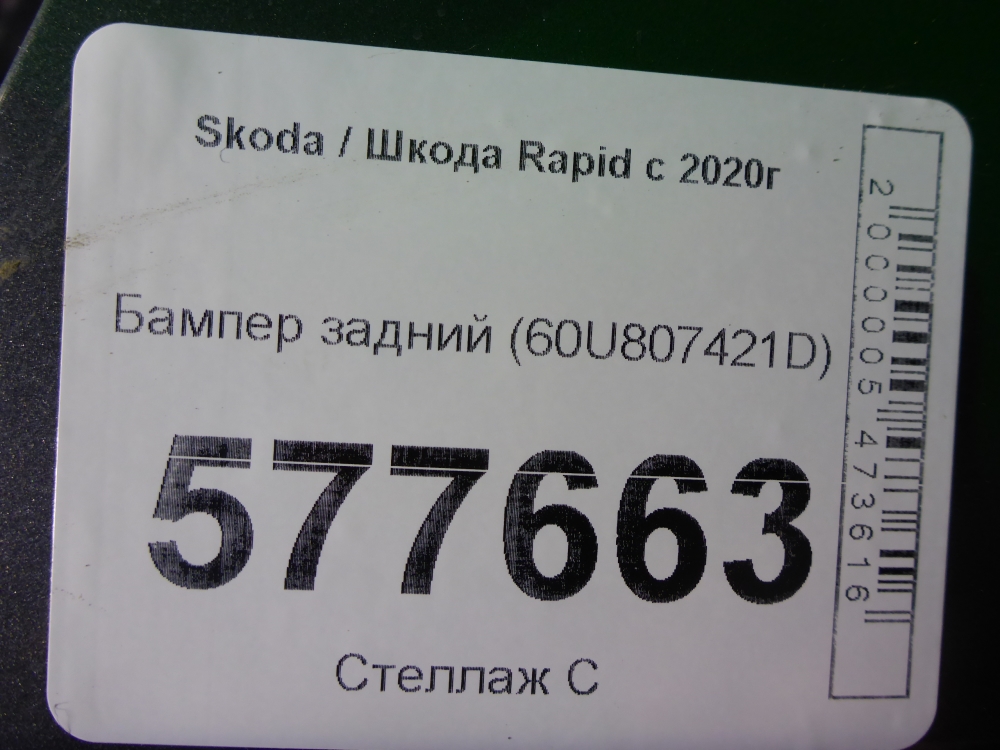 Skoda / Шкода Rapid с 2020г
Бампер задний (60U807421D)
577663
Стеллаж С
2000005473616